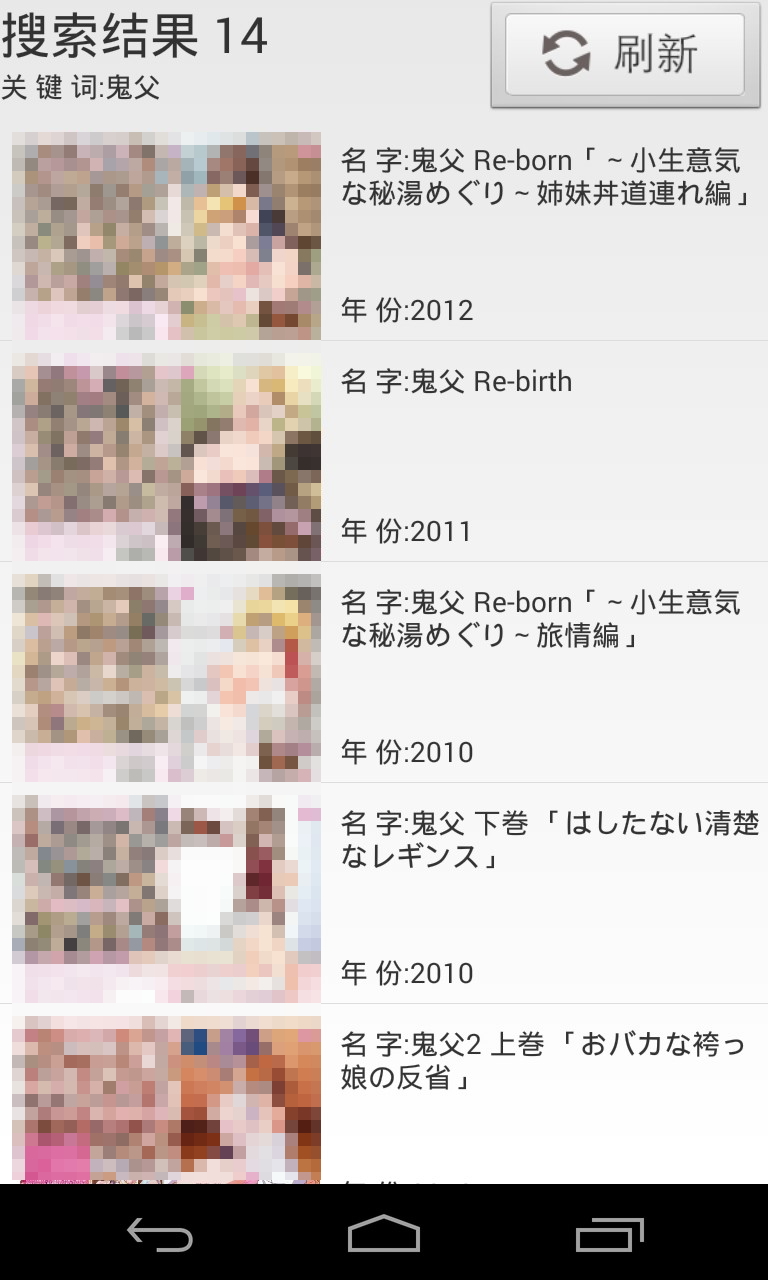 搜索结果 14
刷新
关 键 词:鬼父
名 字:鬼父 Re-born「 ~ 小生意気
な秘湯めぐり ~ 姉妹丼道連れ編 」
年 份:2012
名 字:鬼父 Re-birth
年 份:2011
名 字:鬼父 Re-born「 ~ 小生意気
な秘湯めぐり ~ 旅情編 」
年 份:2010
名 字:鬼父 下巻 「 はしたない清楚
なレギンス 」
年 份:2010
名 字:鬼父2 上巻 「 おバカな袴っ
娘の反省 」